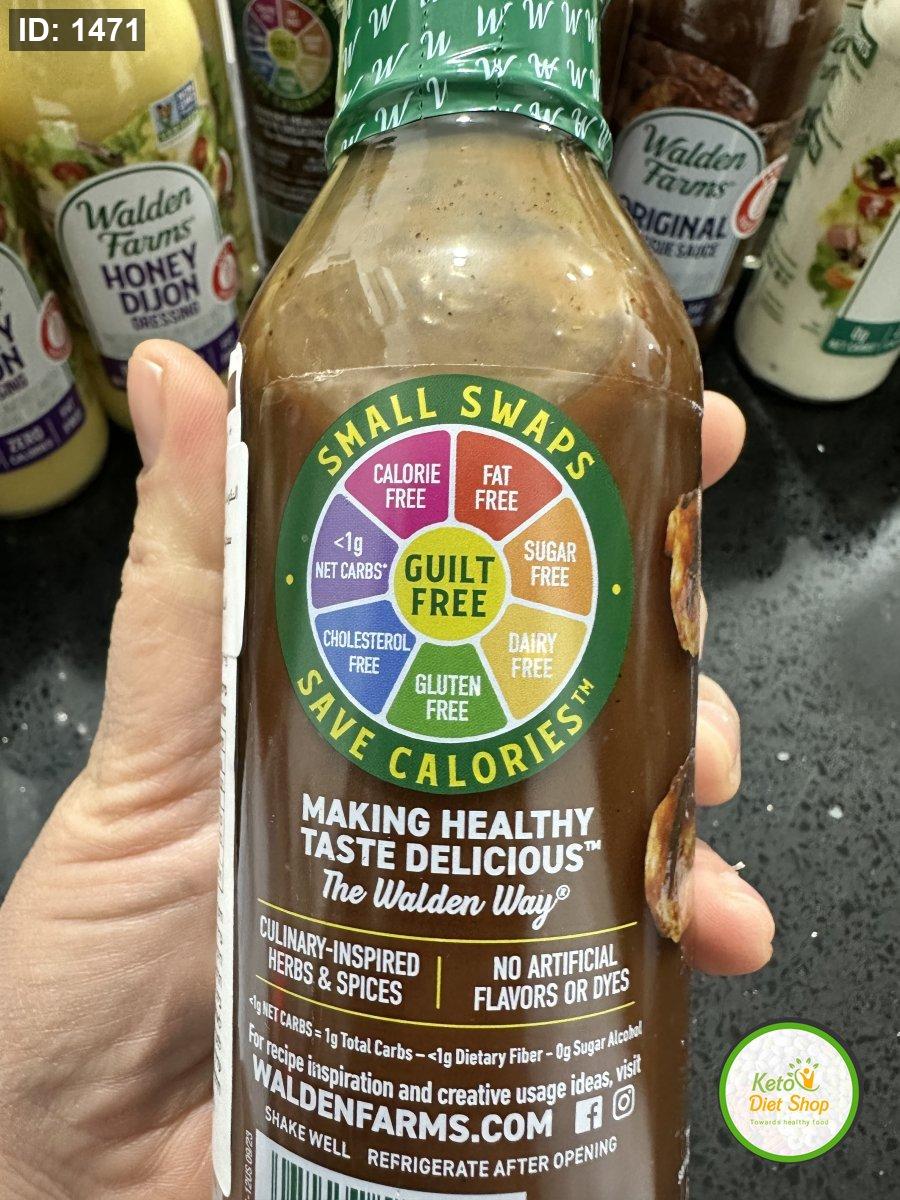 ID: 1471
Walden
Farms
HONEY
DIJON
DRESSING
ZERO
Walden
Farms
ORIGINAL
SMALL SWAPS
CALORIE
FREE
FAT
FREE
<1g
NET CARBS*
SUGAR
FREE
GUILT
FREE
CHOLESTEROL
FREE
DAIRY
FREE
GLUTEN
FREE
SAVE CALORIES™
MAKING HEALTHY
TASTE DELICIOUS™
The Walden Way®
CULINARY-INSPIRED
HERBS & SPICES
NO ARTIFICIAL
FLAVORS OR DYES
<1g NET CARBS = 1g Total Carbs – <1g Dietary Fiber – 0g Sugar Alcohol
For recipe inspiration and creative usage ideas, visit
WALDENFARMS.COM
SHAKE WELL
REFRIGERATE AFTER OPENING
Keto
Diet Shop
Towards healthy food